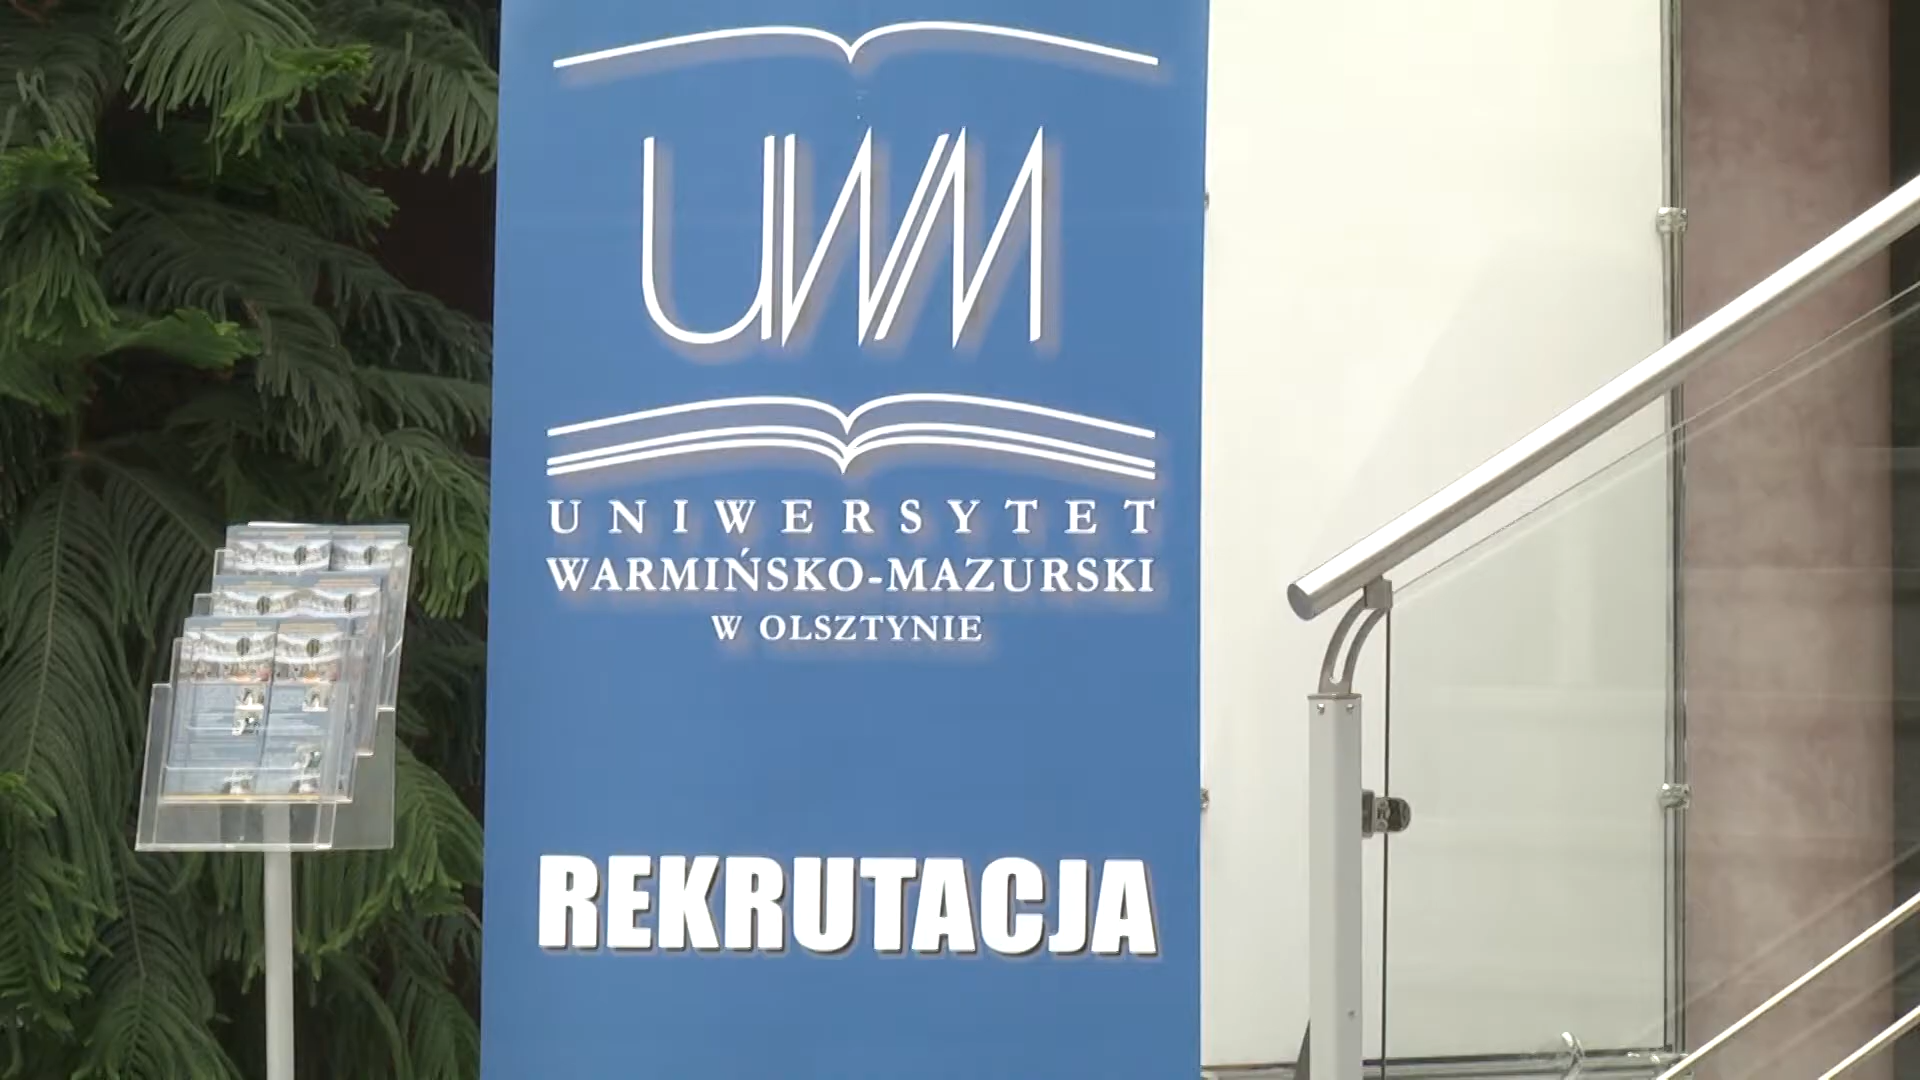 UWM
UNIWERSYTET
WARMIŃSKO-MAZURSKI
W OLSZTYNIE
REKRUTACJA